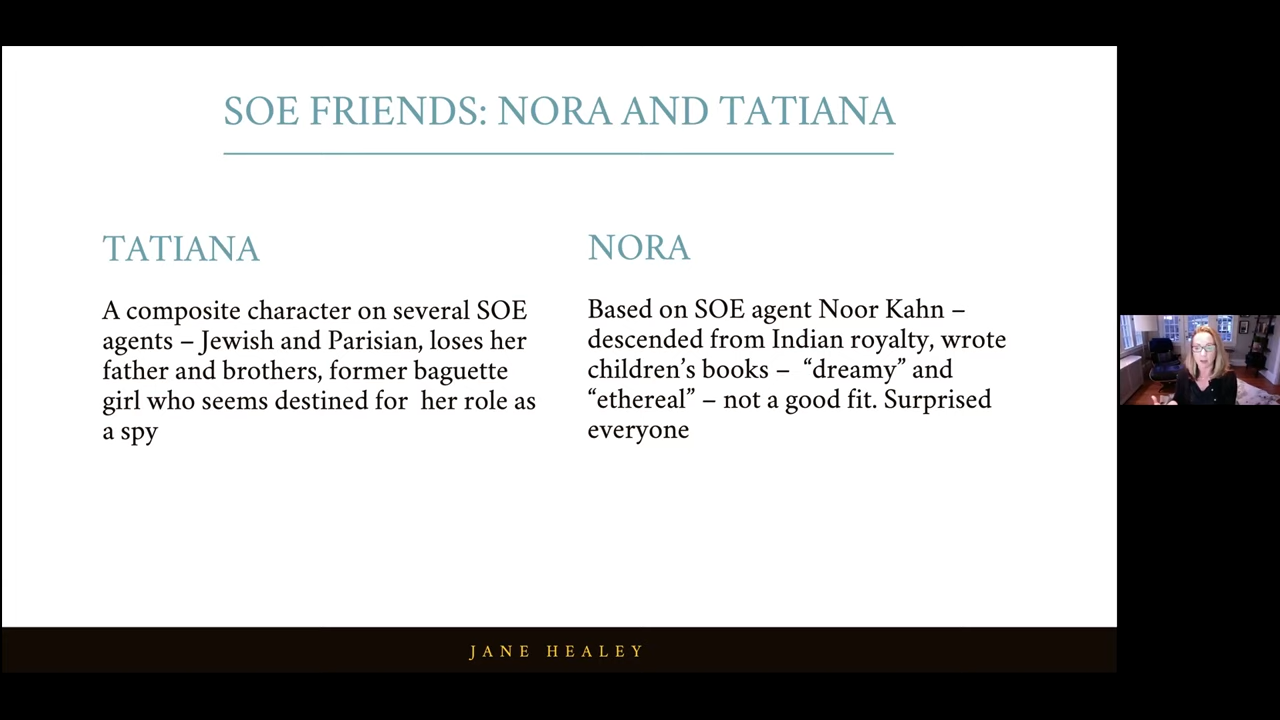 SOE FRIENDS: NORA AND TATIANA
TATIANA
A composite character on several SOE
agents – Jewish and Parisian, loses her
father and brothers, former baguette
girl who seems destined for  her role as
a spy
NORA
Based on SOE agent Noor Kahn –
descended from Indian royalty, wrote
children’s books –  “dreamy” and
“ethereal” – not a good fit. Surprised
everyone
JANE HEALEY